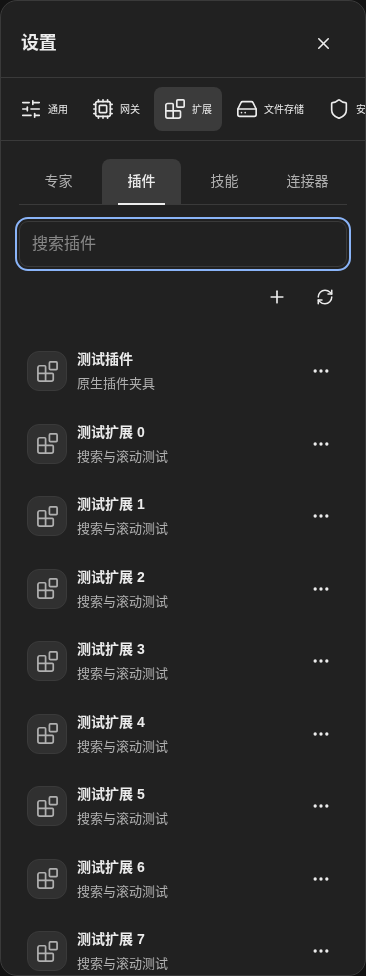 设置
通用 网关 扩展 文件存储
专家 插件 技能 连接器
搜索插件
测试插件
原生插件夹具
测试扩展 0
搜索与滚动测试
测试扩展 1
搜索与滚动测试
测试扩展 2
搜索与滚动测试
测试扩展 3
搜索与滚动测试
测试扩展 4
搜索与滚动测试
测试扩展 5
搜索与滚动测试
测试扩展 6
搜索与滚动测试
测试扩展 7
搜索与滚动测试